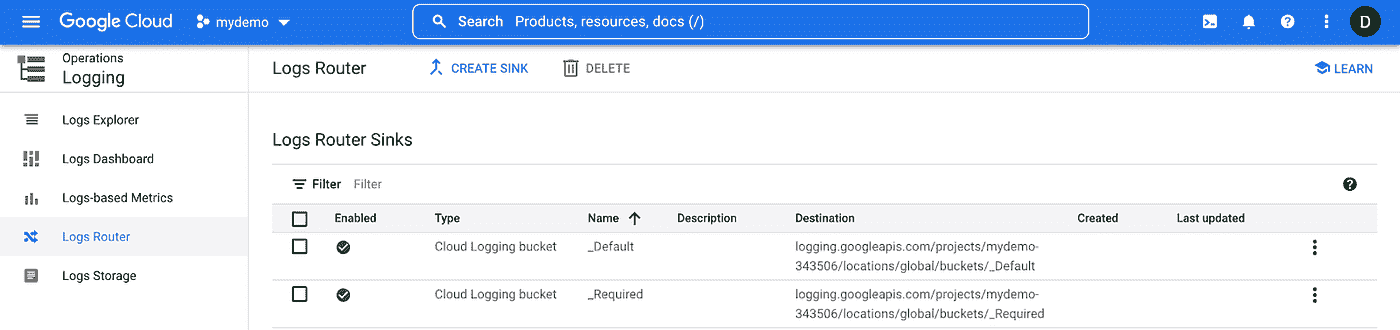 Google Cloud mydemo Search Products, resources, docs (/) D
Operations
Logging
Logs Router CREATE SINK DELETE LEARN
Logs Explorer
Logs Dashboard
Logs-based Metrics
Logs Router
Logs Storage
Logs Router Sinks
Filter Filter
Enabled Type Name Description Destination Created Last updated
Cloud Logging bucket _Default logging.googleapis.com/projects/mydemo-
343506/locations/global/buckets/_Default
Cloud Logging bucket _Required logging.googleapis.com/projects/mydemo-
343506/locations/global/buckets/_Required